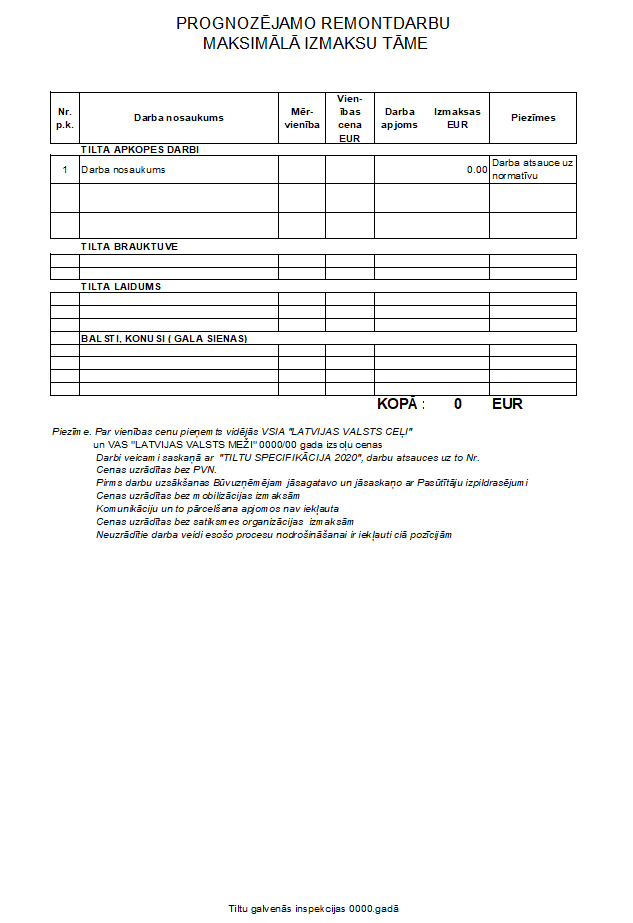 PROGNOZĒJAMO REMONTDARBU
MAKSIMĀLĀ IZMAKSU TĀME
Nr. p.k. Darba nosaukums Mēr-vienība Vien-ības cena EUR Darba apjoms Izmaksas EUR Piezīmes
TILTA APKOPES DARBI
1 Darba nosaukums 0.00 Darba atsauce uz normatīvu
TILTA BRAUKTUVE
TILTA LAIDUMS
BALSTI, KONUSI ( GALA SIENAS)
KOPĀ : 0 EUR
Piezīme. Par vienības cenu pieņemts vidējās VSIA "LATVIJAS VALSTS CEĻI"
un VAS "LATVIJAS VALSTS MEŽI" 0000/00 gada izsoļu cenas
Darbi veicami saskaņā ar "TILTU SPECIFIKĀCIJA 2020", darbu atsauces uz to Nr.
Cenas uzrādītas bez PVN.
Pirms darbu uzsākšanas Būvuzņēmējam jāsagatavo un jāsaskaņo ar Pasūtītāju izpildrasējumi
Cenas uzrādītas bez mobilizācijas izmaksām
Komunikāciju un to pārcelšana apjomos nav iekļauta
Cenas uzrādītas bez satiksmes organizācijas izmaksām
Neuzrādītie darba veidi esošo procesu nodrošināšanai ir iekļauti ciā pozīcijām
Tiltu galvenās inspekcijas 0000.gadā